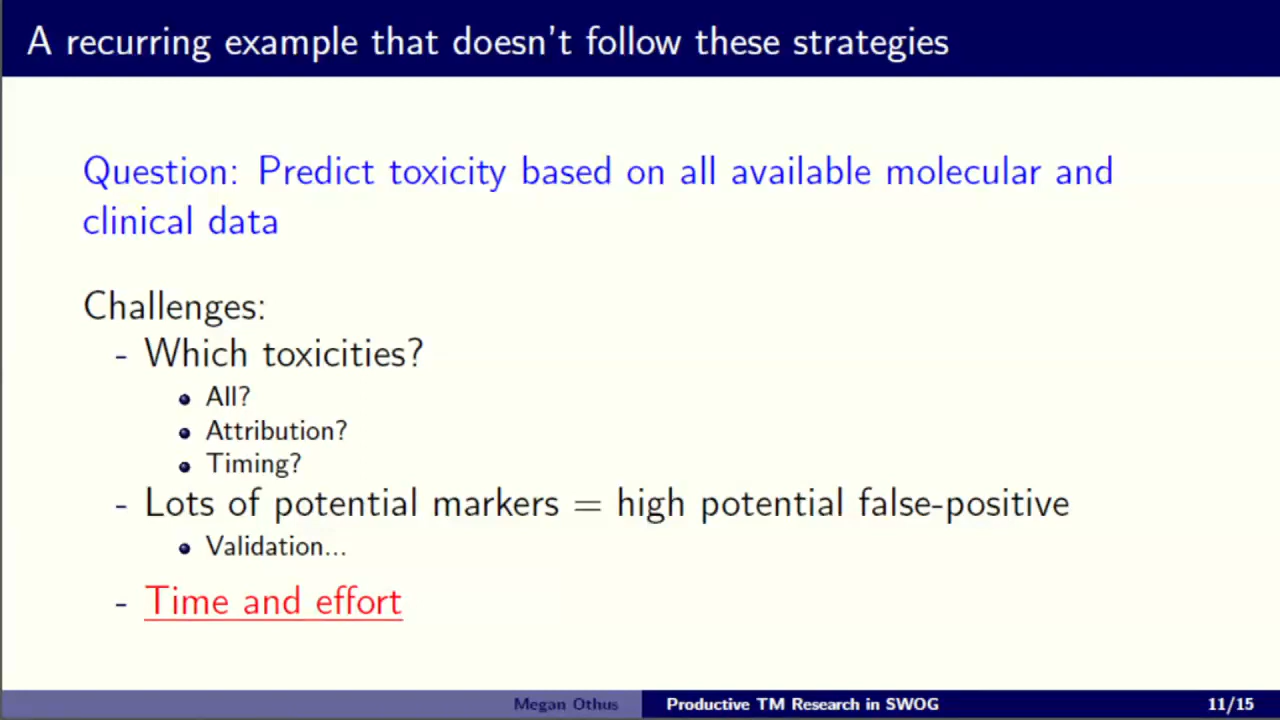 A recurring example that doesn't follow these strategies
Question: Predict toxicity based on all available molecular and
clinical data
Challenges:
- Which toxicities?
• All?
• Attribution?
• Timing?
- Lots of potential markers = high potential false-positive
• Validation...
- Time and effort
Megan Othus Productive TM Research in SWOG 11/15